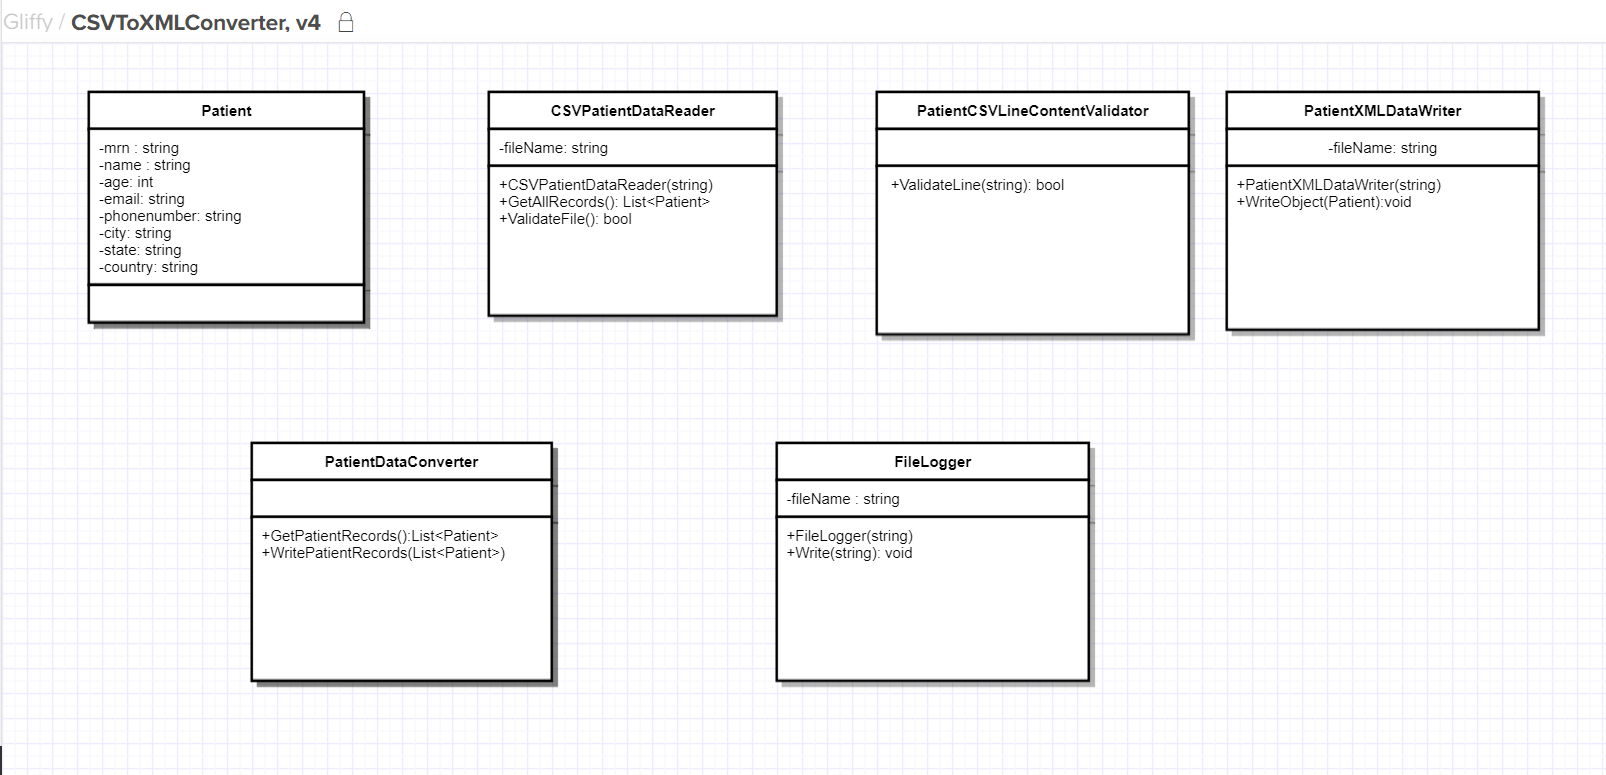 Gliffy / CSVToXMLConverter, v4
Patient
-mrn : string
-name : string
-age: int
-email: string
-phonenumber: string
-city: string
-state: string
-country: string
CSVPatientDataReader
-fileName: string
+CSVPatientDataReader(string)
+GetAllRecords(): List<Patient>
+ValidateFile(): bool
PatientCSVLineContentValidator
+ValidateLine(string): bool
PatientXMLDataWriter
-fileName: string
+PatientXMLDataWriter(string)
+WriteObject(Patient):void
PatientDataConverter
+GetPatientRecords():List<Patient>
+WritePatientRecords(List<Patient>)
FileLogger
-fileName : string
+FileLogger(string)
+Write(string): void